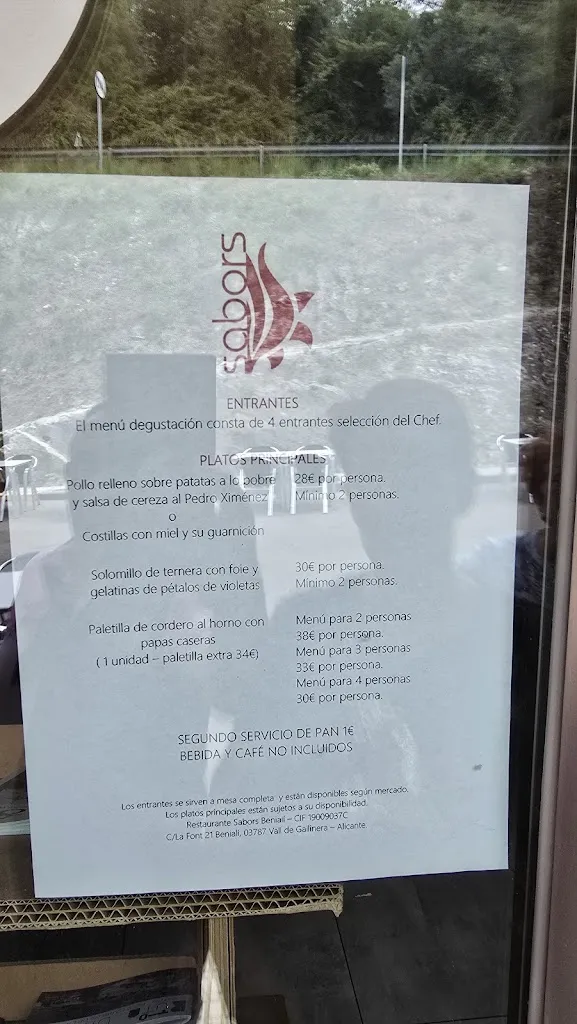 sabors
ENTRANTES
El menú degustación consta de 4 entrantes selección del Chef.
PLATOS PRINCIPALES
Pollo relleno sobre patatas a lo pobre 28€ por persona.
y salsa de cereza al Pedro Ximénez Mínimo 2 personas.
o
Costillas con miel y su guarnición
Solomillo de ternera con foie y 30€ por persona.
gelatinas de pétalos de violetas Mínimo 2 personas.
Paletilla de cordero al horno con Menú para 2 personas
papas caseras 38€ por persona.
( 1 unidad – paletilla extra 34€) Menú para 3 personas
33€ por persona.
Menú para 4 personas
30€ por persona.
SEGUNDO SERVICIO DE PAN 1€
BEBIDA Y CAFÉ NO INCLUIDOS
Los entrantes se sirven a mesa completa y están disponibles según mercado.
Los platos principales están sujetos a su disponibilidad.
Restaurante Sabors Beniali – CIF 19009037C
C/La Font 21 Beniali, 03787 Vall de Gallinera – Alicante.